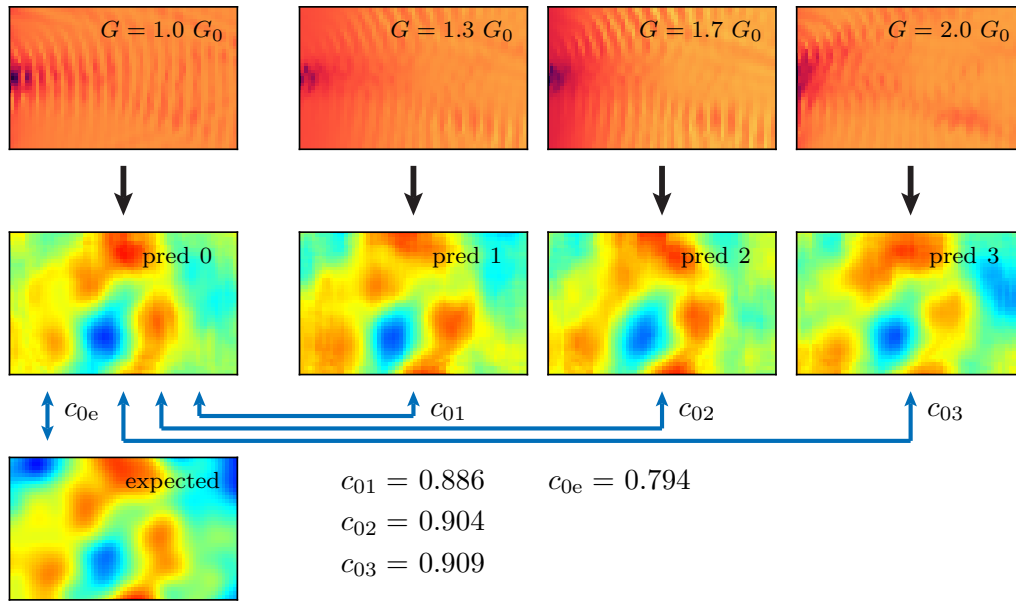 G = 1.0 G₀
G = 1.3 G₀
G = 1.7 G₀
G = 2.0 G₀
pred 0
pred 1
pred 2
pred 3
c₀ₑ
c₀₁
c₀₂
c₀₃
expected
c₀₁ = 0.886
c₀ₑ = 0.794
c₀₂ = 0.904
c₀₃ = 0.909